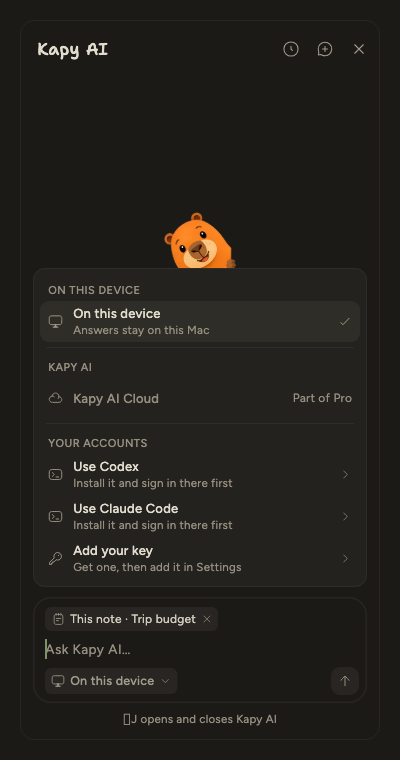 Kapy AI
ON THIS DEVICE
On this device
Answers stay on this Mac
KAPY AI
Kapy AI Cloud
Part of Pro
YOUR ACCOUNTS
Use Codex
Install it and sign in there first
Use Claude Code
Install it and sign in there first
Add your key
Get one, then add it in Settings
This note · Trip budget
Ask Kapy AI...
On this device
▯J opens and closes Kapy AI